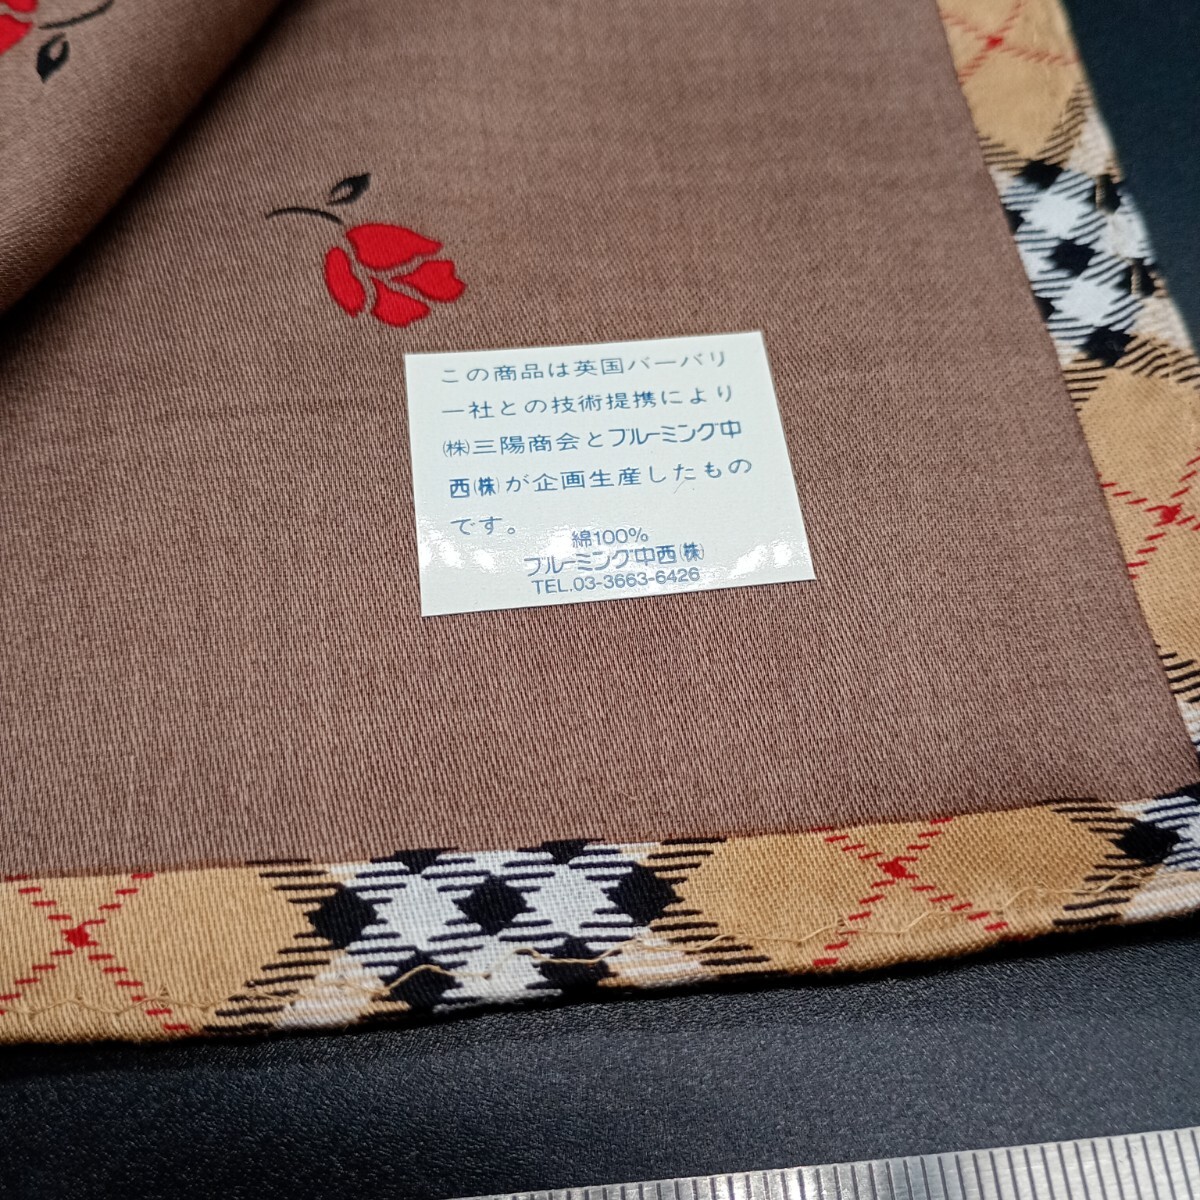 この商品は英国バーバリ
ー社との技術提携により
㈱三陽商会とブルーミング中
西㈱が企画生産したもの
です。
綿100%
ブルーミング中西㈱
TEL.03-3663-6426